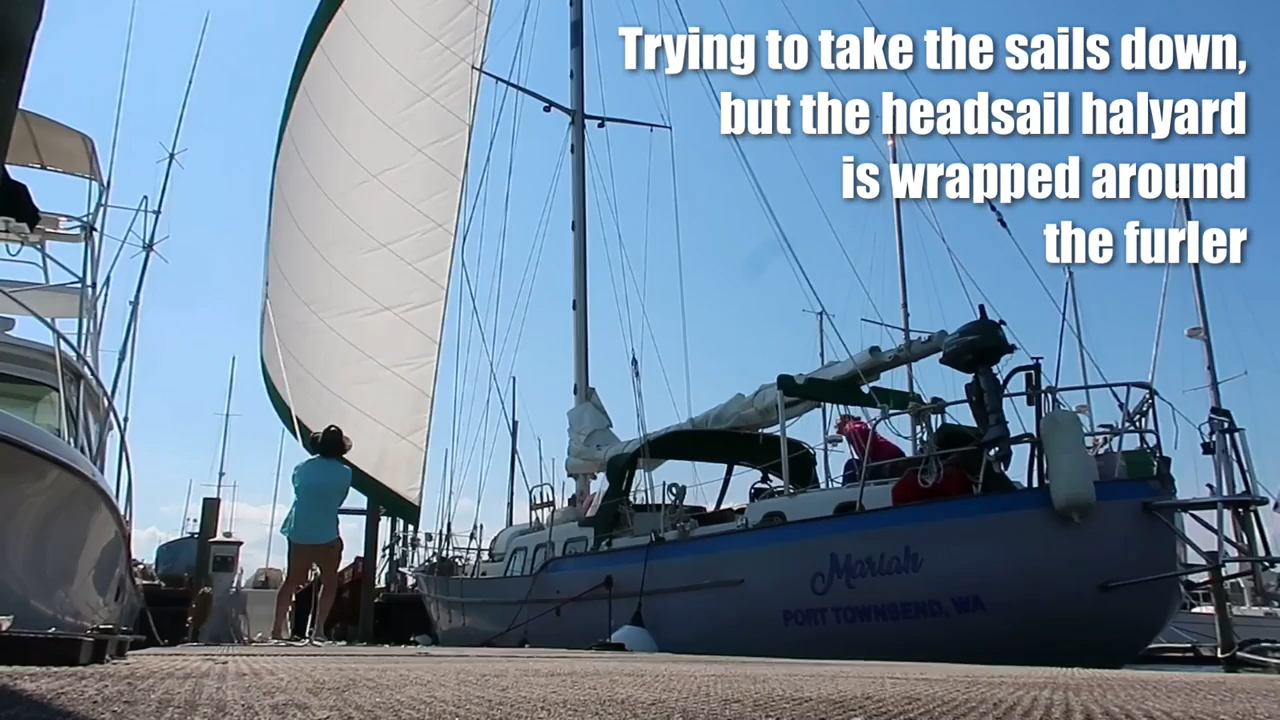 Trying to take the sails down,
but the headsail halyard
is wrapped around
the furler
Mariah
PORT TOWNSEND, WA